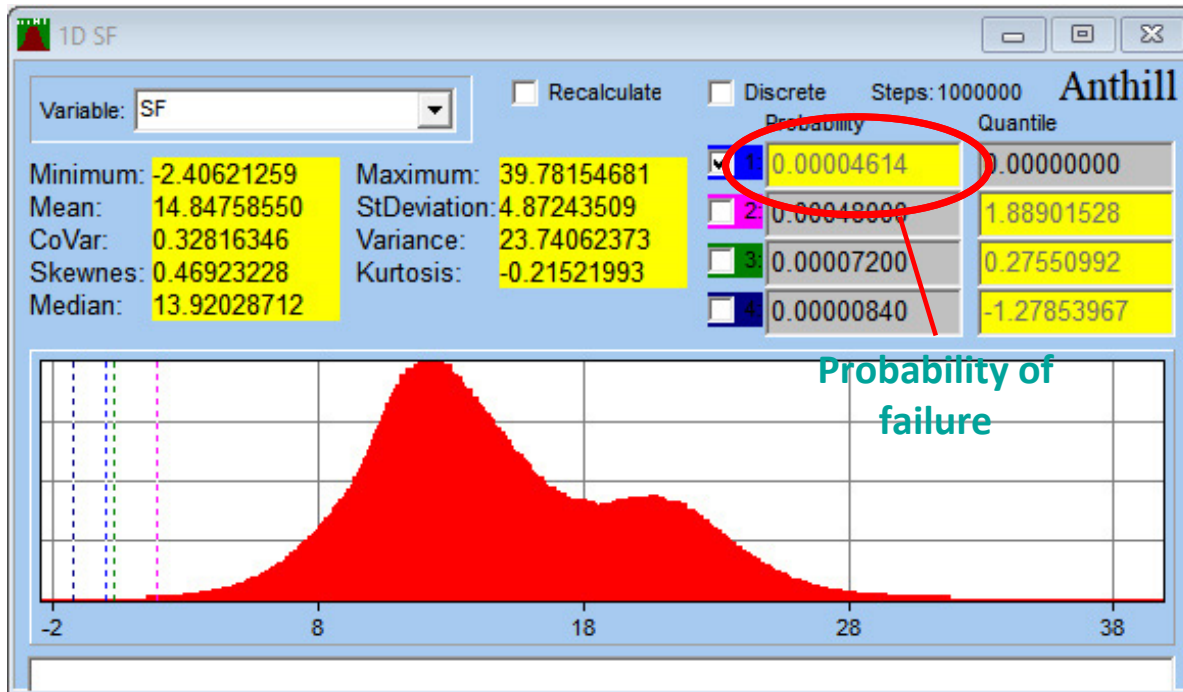 1D SF
Variable: SF
Recalculate
Discrete Steps:1000000 Anthill
Probability Quantile
Minimum: -2.40621259 Maximum: 39.78154681 1: 0.00004614 0.00000000
Mean: 14.84758550 StDeviation: 4.87243509 2: 0.00048000 1.88901528
CoVar: 0.32816346 Variance: 23.74062373
Skewnes: 0.46923228 Kurtosis: -0.21521993 3: 0.00007200 0.27550992
Median: 13.92028712 4: 0.00000840 -1.27853967
Probability of
failure
-2 8 18 28 38